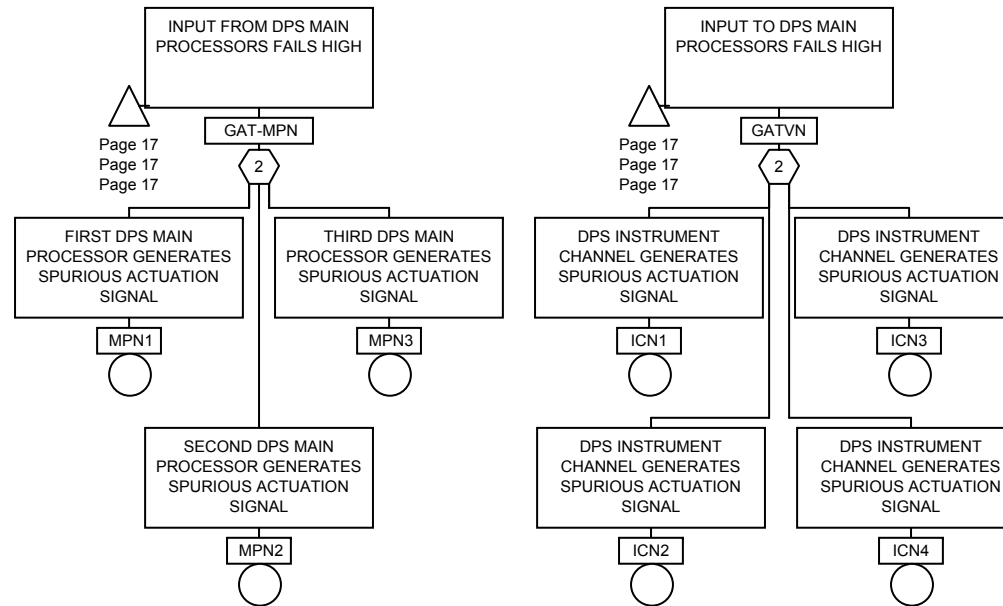 INPUT FROM DPS MAIN
PROCESSORS FAILS HIGH
Page 17
Page 17
Page 17
GAT-MPN
2
FIRST DPS MAIN
PROCESSOR GENERATES
SPURIOUS ACTUATION
SIGNAL
MPN1
THIRD DPS MAIN
PROCESSOR GENERATES
SPURIOUS ACTUATION
SIGNAL
MPN3
SECOND DPS MAIN
PROCESSOR GENERATES
SPURIOUS ACTUATION
SIGNAL
MPN2
INPUT TO DPS MAIN
PROCESSORS FAILS HIGH
Page 17
Page 17
Page 17
GATVN
2
DPS INSTRUMENT
CHANNEL GENERATES
SPURIOUS ACTUATION
SIGNAL
ICN1
DPS INSTRUMENT
CHANNEL GENERATES
SPURIOUS ACTUATION
SIGNAL
ICN3
DPS INSTRUMENT
CHANNEL GENERATES
SPURIOUS ACTUATION
SIGNAL
ICN2
DPS INSTRUMENT
CHANNEL GENERATES
SPURIOUS ACTUATION
SIGNAL
ICN4